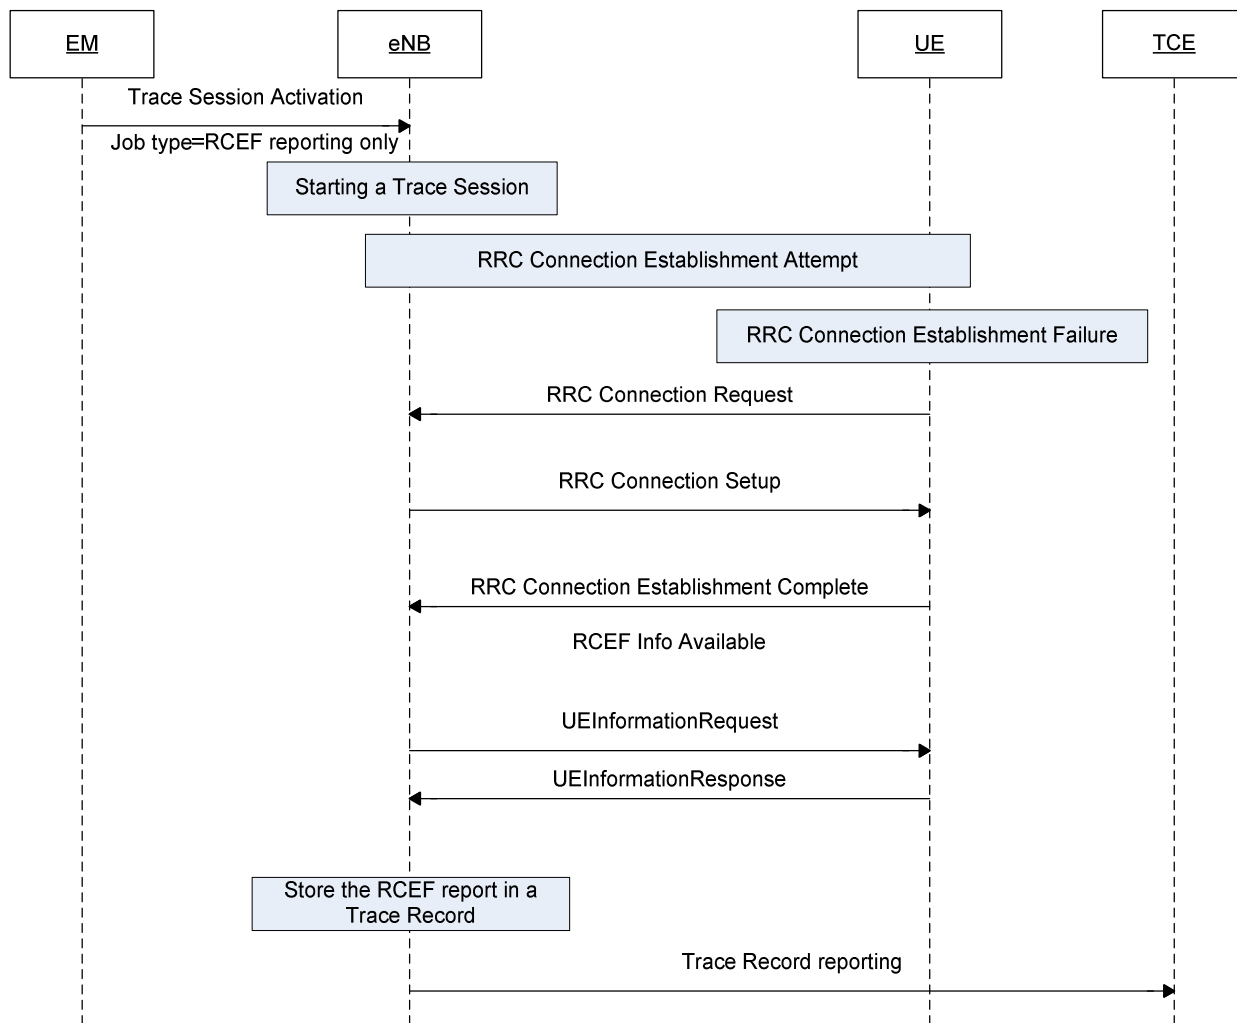 EM
eNB
UE
TCE
Trace Session Activation
Job type=RCEF reporting only
Starting a Trace Session
RRC Connection Establishment Attempt
RRC Connection Establishment Failure
RRC Connection Request
RRC Connection Setup
RRC Connection Establishment Complete
RCEF Info Available
UEInformationRequest
UEInformationResponse
Store the RCEF report in a
Trace Record
Trace Record reporting